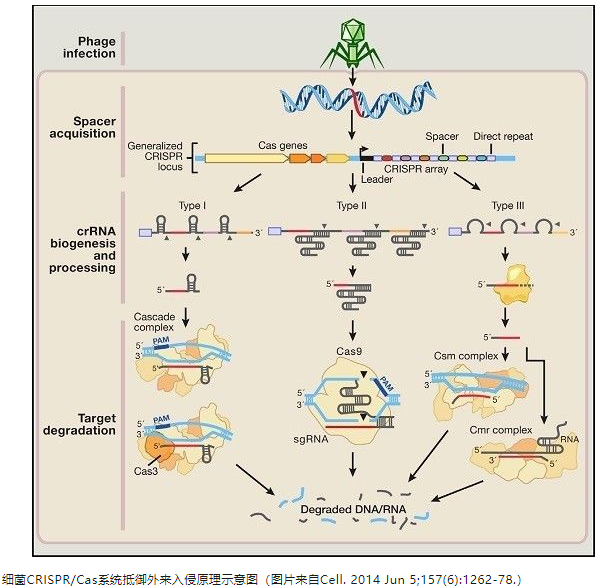 Phage
infection
Spacer
acquisition
Generalized
CRISPR
locus
Cas genes
Spacer
Direct repeat
Leader
CRISPR array
crRNA
biogenesis
and
processing
Type I
Type II
Type III
3´
3´
3´
5´
5´
5´
5´
Target
degradation
Cascade
complex
5´
3´
PAM
5´
5´
3´
PAM
5´
Cas3
Cas9
5´
3´
PAM
sgRNA
Csm complex
5´
3´
5´
Cmr complex
RNA
5´
3´
Degraded DNA/RNA
细菌CRISPR/Cas系统抵御外来入侵原理示意图（图片来自Cell. 2014 Jun 5;157(6):1262-78.）